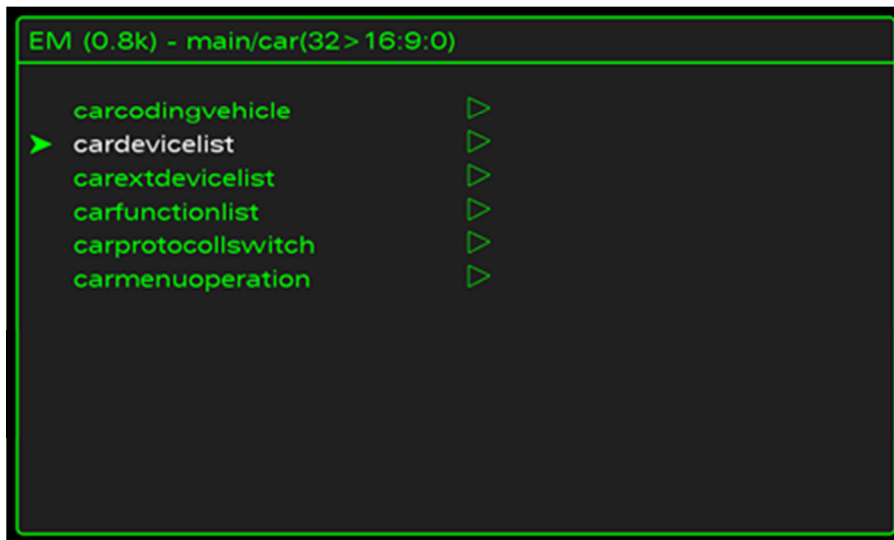 EM (0.8k) - main/car(32>16:9:0)
carcodingvehicle
cardevicelist
carextdevicelist
carfunctionlist
carprotocollswitch
carmenuoperation